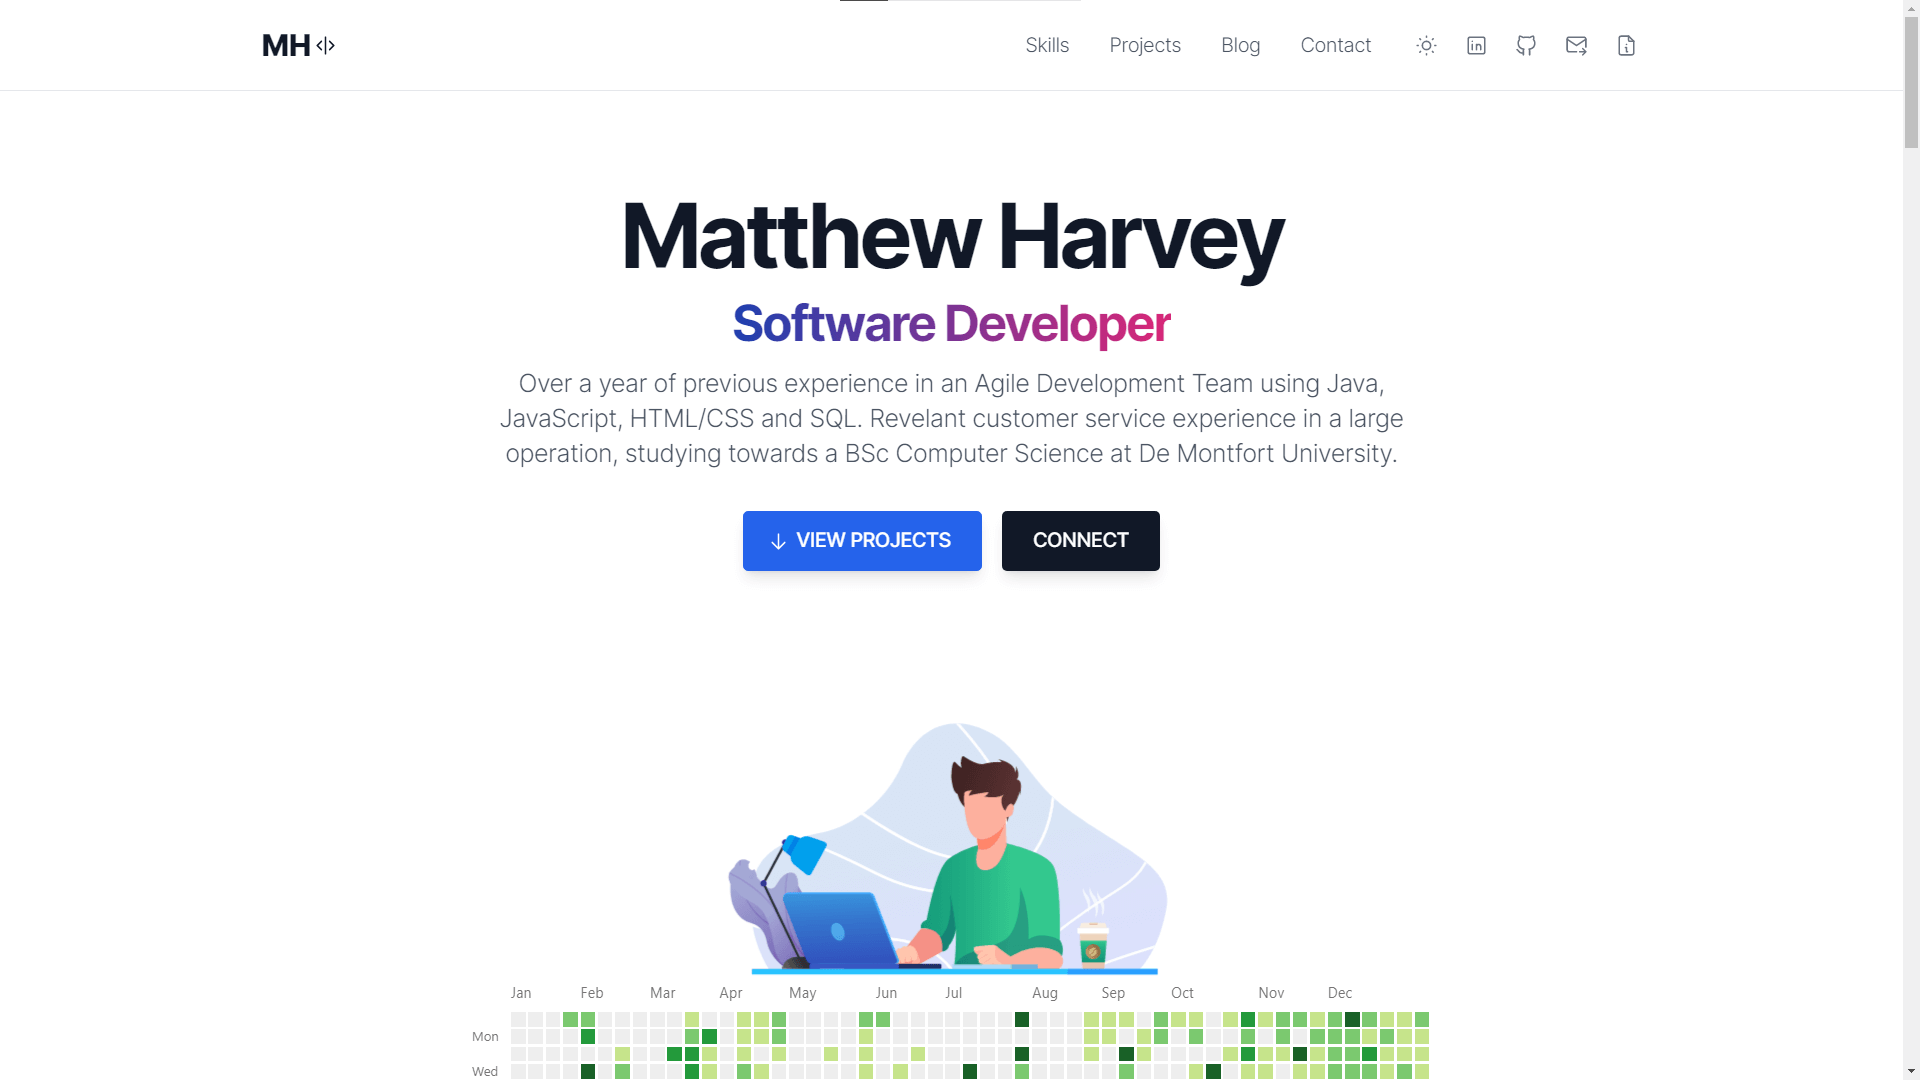 MH
Skills Projects Blog Contact
Matthew Harvey
Software Developer
Over a year of previous experience in an Agile Development Team using Java,
JavaScript, HTML/CSS and SQL. Revelant customer service experience in a large
operation, studying towards a BSc Computer Science at De Montfort University.
VIEW PROJECTS CONNECT
Jan Feb Mar Apr May Jun Jul Aug Sep Oct Nov Dec
Mon
Wed